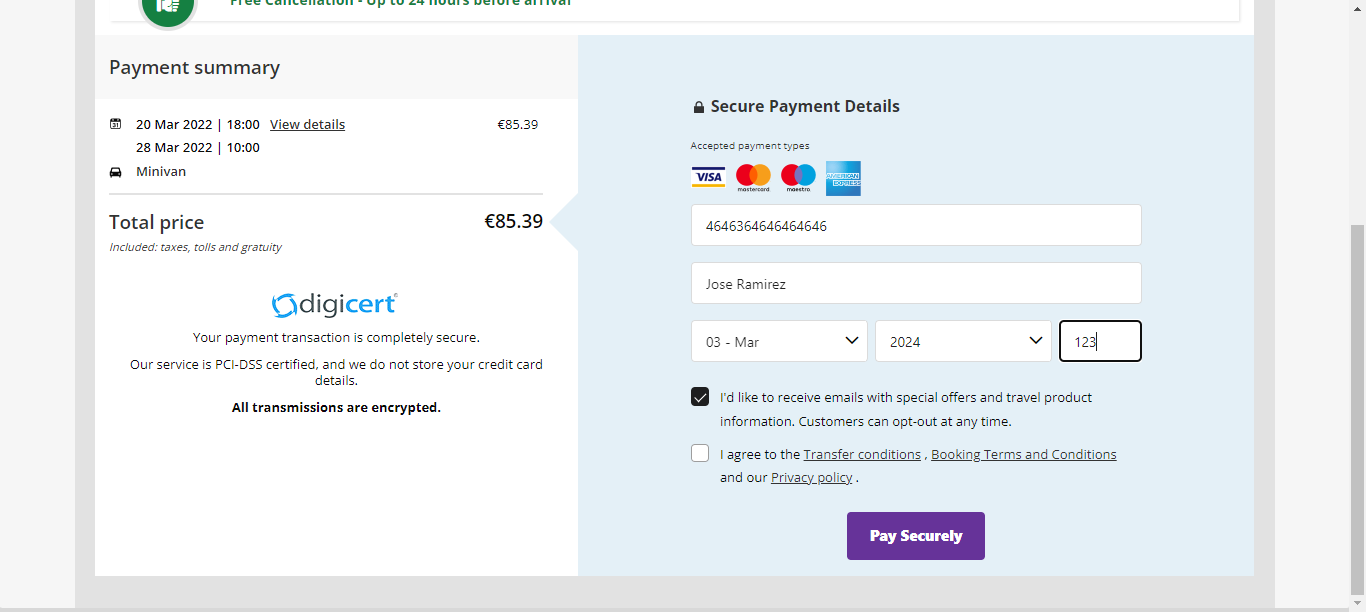 Free Cancellation - Up to 24 hours before arrival
Payment summary
20 Mar 2022 | 18:00 View details €85.39
28 Mar 2022 | 10:00
Minivan
Total price €85.39
Included: taxes, tolls and gratuity
digicert®
Your payment transaction is completely secure.
Our service is PCI-DSS certified, and we do not store your credit card
details.
All transmissions are encrypted.
Secure Payment Details
Accepted payment types
VISA mastercard maestro AMERICAN EXPRESS
4646364646464646
Jose Ramirez
03 - Mar 2024 123
I'd like to receive emails with special offers and travel product
information. Customers can opt-out at any time.
I agree to the Transfer conditions , Booking Terms and Conditions
and our Privacy policy .
Pay Securely